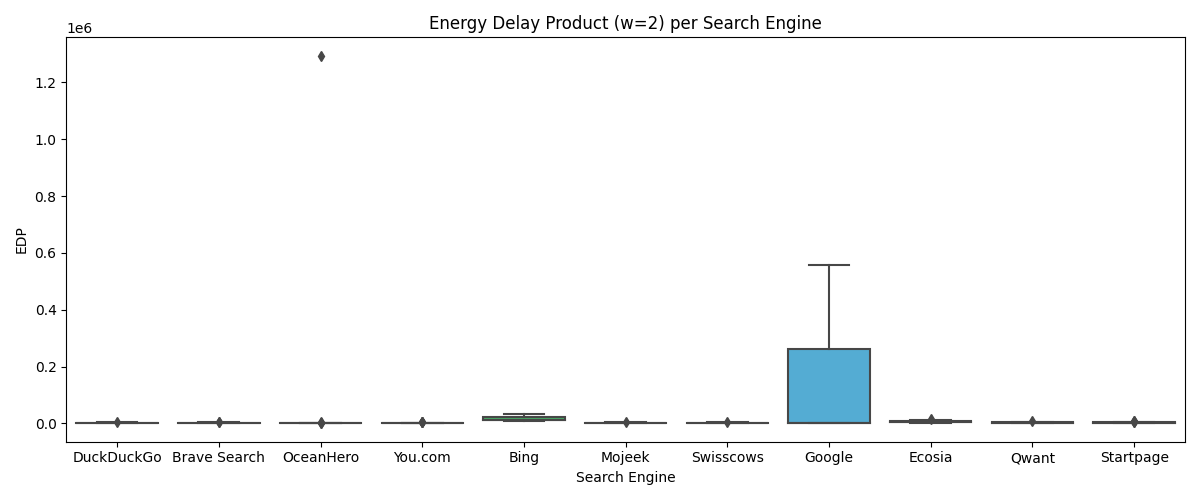 Energy Delay Product (w=2) per Search Engine
1e6
1.2
1.0
0.8
0.6
0.4
0.2
0.0
EDP
DuckDuckGo Brave Search OceanHero You.com Bing Mojeek Swisscows Google Ecosia Qwant Startpage
Search Engine